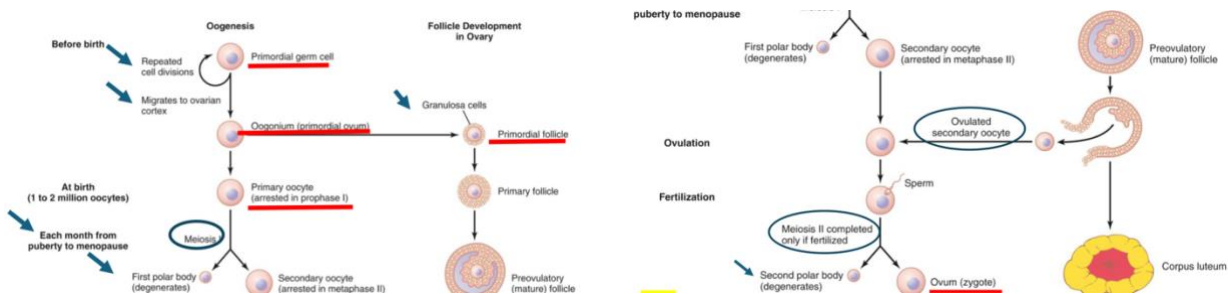 Oogenesis
Follicle Development
in Ovary
Before birth
Primordial germ cell
Repeated
cell divisions
Migrates to ovarian
cortex
Granulosa cells
Oogonium (primordial ovum)
Primordial follicle
At birth
(1 to 2 million oocytes)
Primary oocyte
(arrested in prophase I)
Primary follicle
Each month from
puberty to menopause
Meiosis I
First polar body
(degenerates)
Secondary oocyte
(arrested in metaphase II)
Preovulatory
(mature) follicle
puberty to menopause
First polar body
(degenerates)
Secondary oocyte
(arrested in metaphase II)
Preovulatory
(mature) follicle
Ovulation
Ovulated
secondary oocyte
Sperm
Fertilization
Meiosis II completed
only if fertilized
Second polar body
(degenerates)
Ovum (zygote)
Corpus luteum